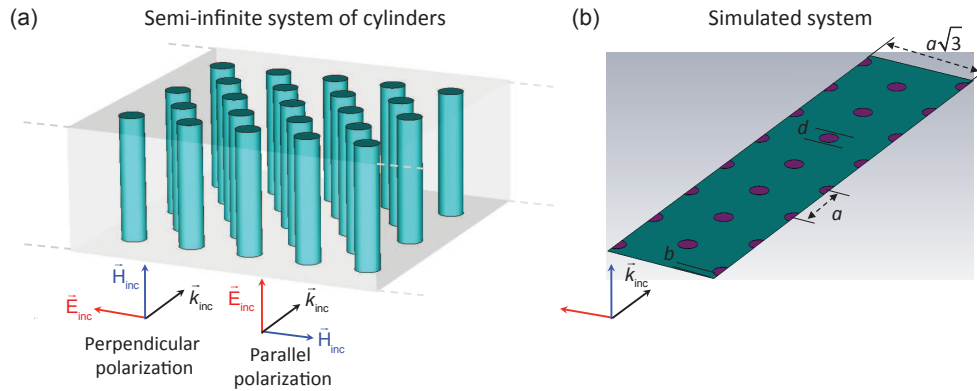 (a) Semi-infinite system of cylinders
H⃗inc
E⃗inc
k⃗inc
Perpendicular
polarization
E⃗inc
k⃗inc
H⃗inc
Parallel
polarization
(b) Simulated system
a√3
d
a
b
k⃗inc